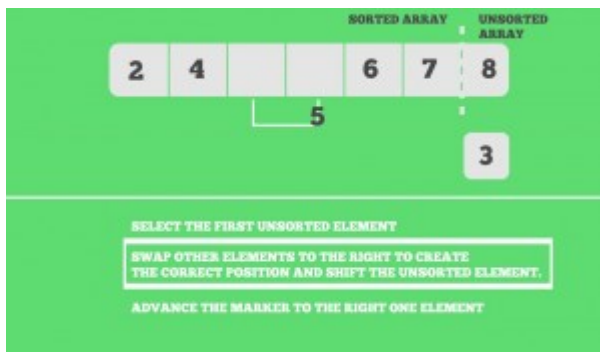 SORTED ARRAY
UNSORTED
ARRAY
2 4 6 7 8
5
3
SELECT THE FIRST UNSORTED ELEMENT
SWAP OTHER ELEMENTS TO THE RIGHT TO CREATE
THE CORRECT POSITION AND SHIFT THE UNSORTED ELEMENT.
ADVANCE THE MARKER TO THE RIGHT ONE ELEMENT